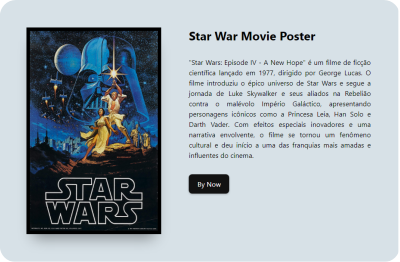 Star War Movie Poster
"Star Wars: Episode IV - A New Hope" é um filme de ficção
científica lançado em 1977, dirigido por George Lucas. O
filme introduziu o épico universo de Star Wars e segue a
jornada de Luke Skywalker e seus aliados na Rebelião
contra o malévolo Império Galáctico, apresentando
personagens icônicos como a Princesa Leia, Han Solo e
Darth Vader. Com efeitos especiais inovadores e uma
narrativa envolvente, o filme se tornou um fenômeno
cultural e deu início a uma das franquias mais amadas e
influentes do cinema.
By Now
STAR
WARS